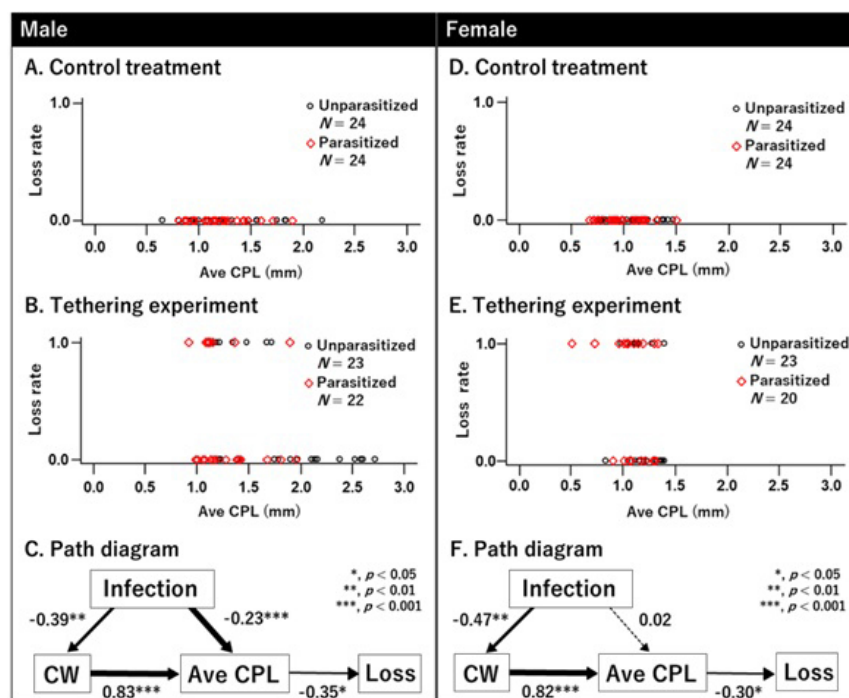 Male
A. Control treatment
1.0
Loss rate
0.0
Unparasitized
N = 24
Parasitized
N = 24
0.0 0.5 1.0 1.5 2.0 2.5 3.0
Ave CPL (mm)
B. Tethering experiment
1.0
Loss rate
0.0
Unparasitized
N = 23
Parasitized
N = 22
0.0 0.5 1.0 1.5 2.0 2.5 3.0
Ave CPL (mm)
C. Path diagram
Infection
*, p < 0.05
**, p < 0.01
***, p < 0.001
-0.39** -0.23***
CW Ave CPL Loss
0.83*** -0.35*
Female
D. Control treatment
1.0
Loss rate
0.0
Unparasitized
N = 24
Parasitized
N = 24
0.0 0.5 1.0 1.5 2.0 2.5 3.0
Ave CPL (mm)
E. Tethering experiment
1.0
Loss rate
0.0
Unparasitized
N = 23
Parasitized
N = 20
0.0 0.5 1.0 1.5 2.0 2.5 3.0
Ave CPL (mm)
F. Path diagram
Infection
*, p < 0.05
**, p < 0.01
***, p < 0.001
-0.47** 0.02
CW Ave CPL Loss
0.82*** -0.30*